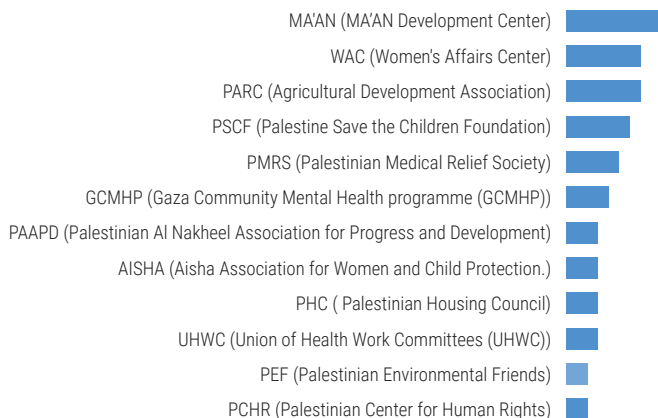 MA'AN (MA’AN Development Center)
WAC (Women's Affairs Center)
PARC (Agricultural Development Association)
PSCF (Palestine Save the Children Foundation)
PMRS (Palestinian Medical Relief Society)
GCMHP (Gaza Community Mental Health programme (GCMHP))
PAAPD (Palestinian Al Nakheel Association for Progress and Development)
AISHA (Aisha Association for Women and Child Protection.)
PHC ( Palestinian Housing Council)
UHWC (Union of Health Work Committees (UHWC))
PEF (Palestinian Environmental Friends)
PCHR (Palestinian Center for Human Rights)